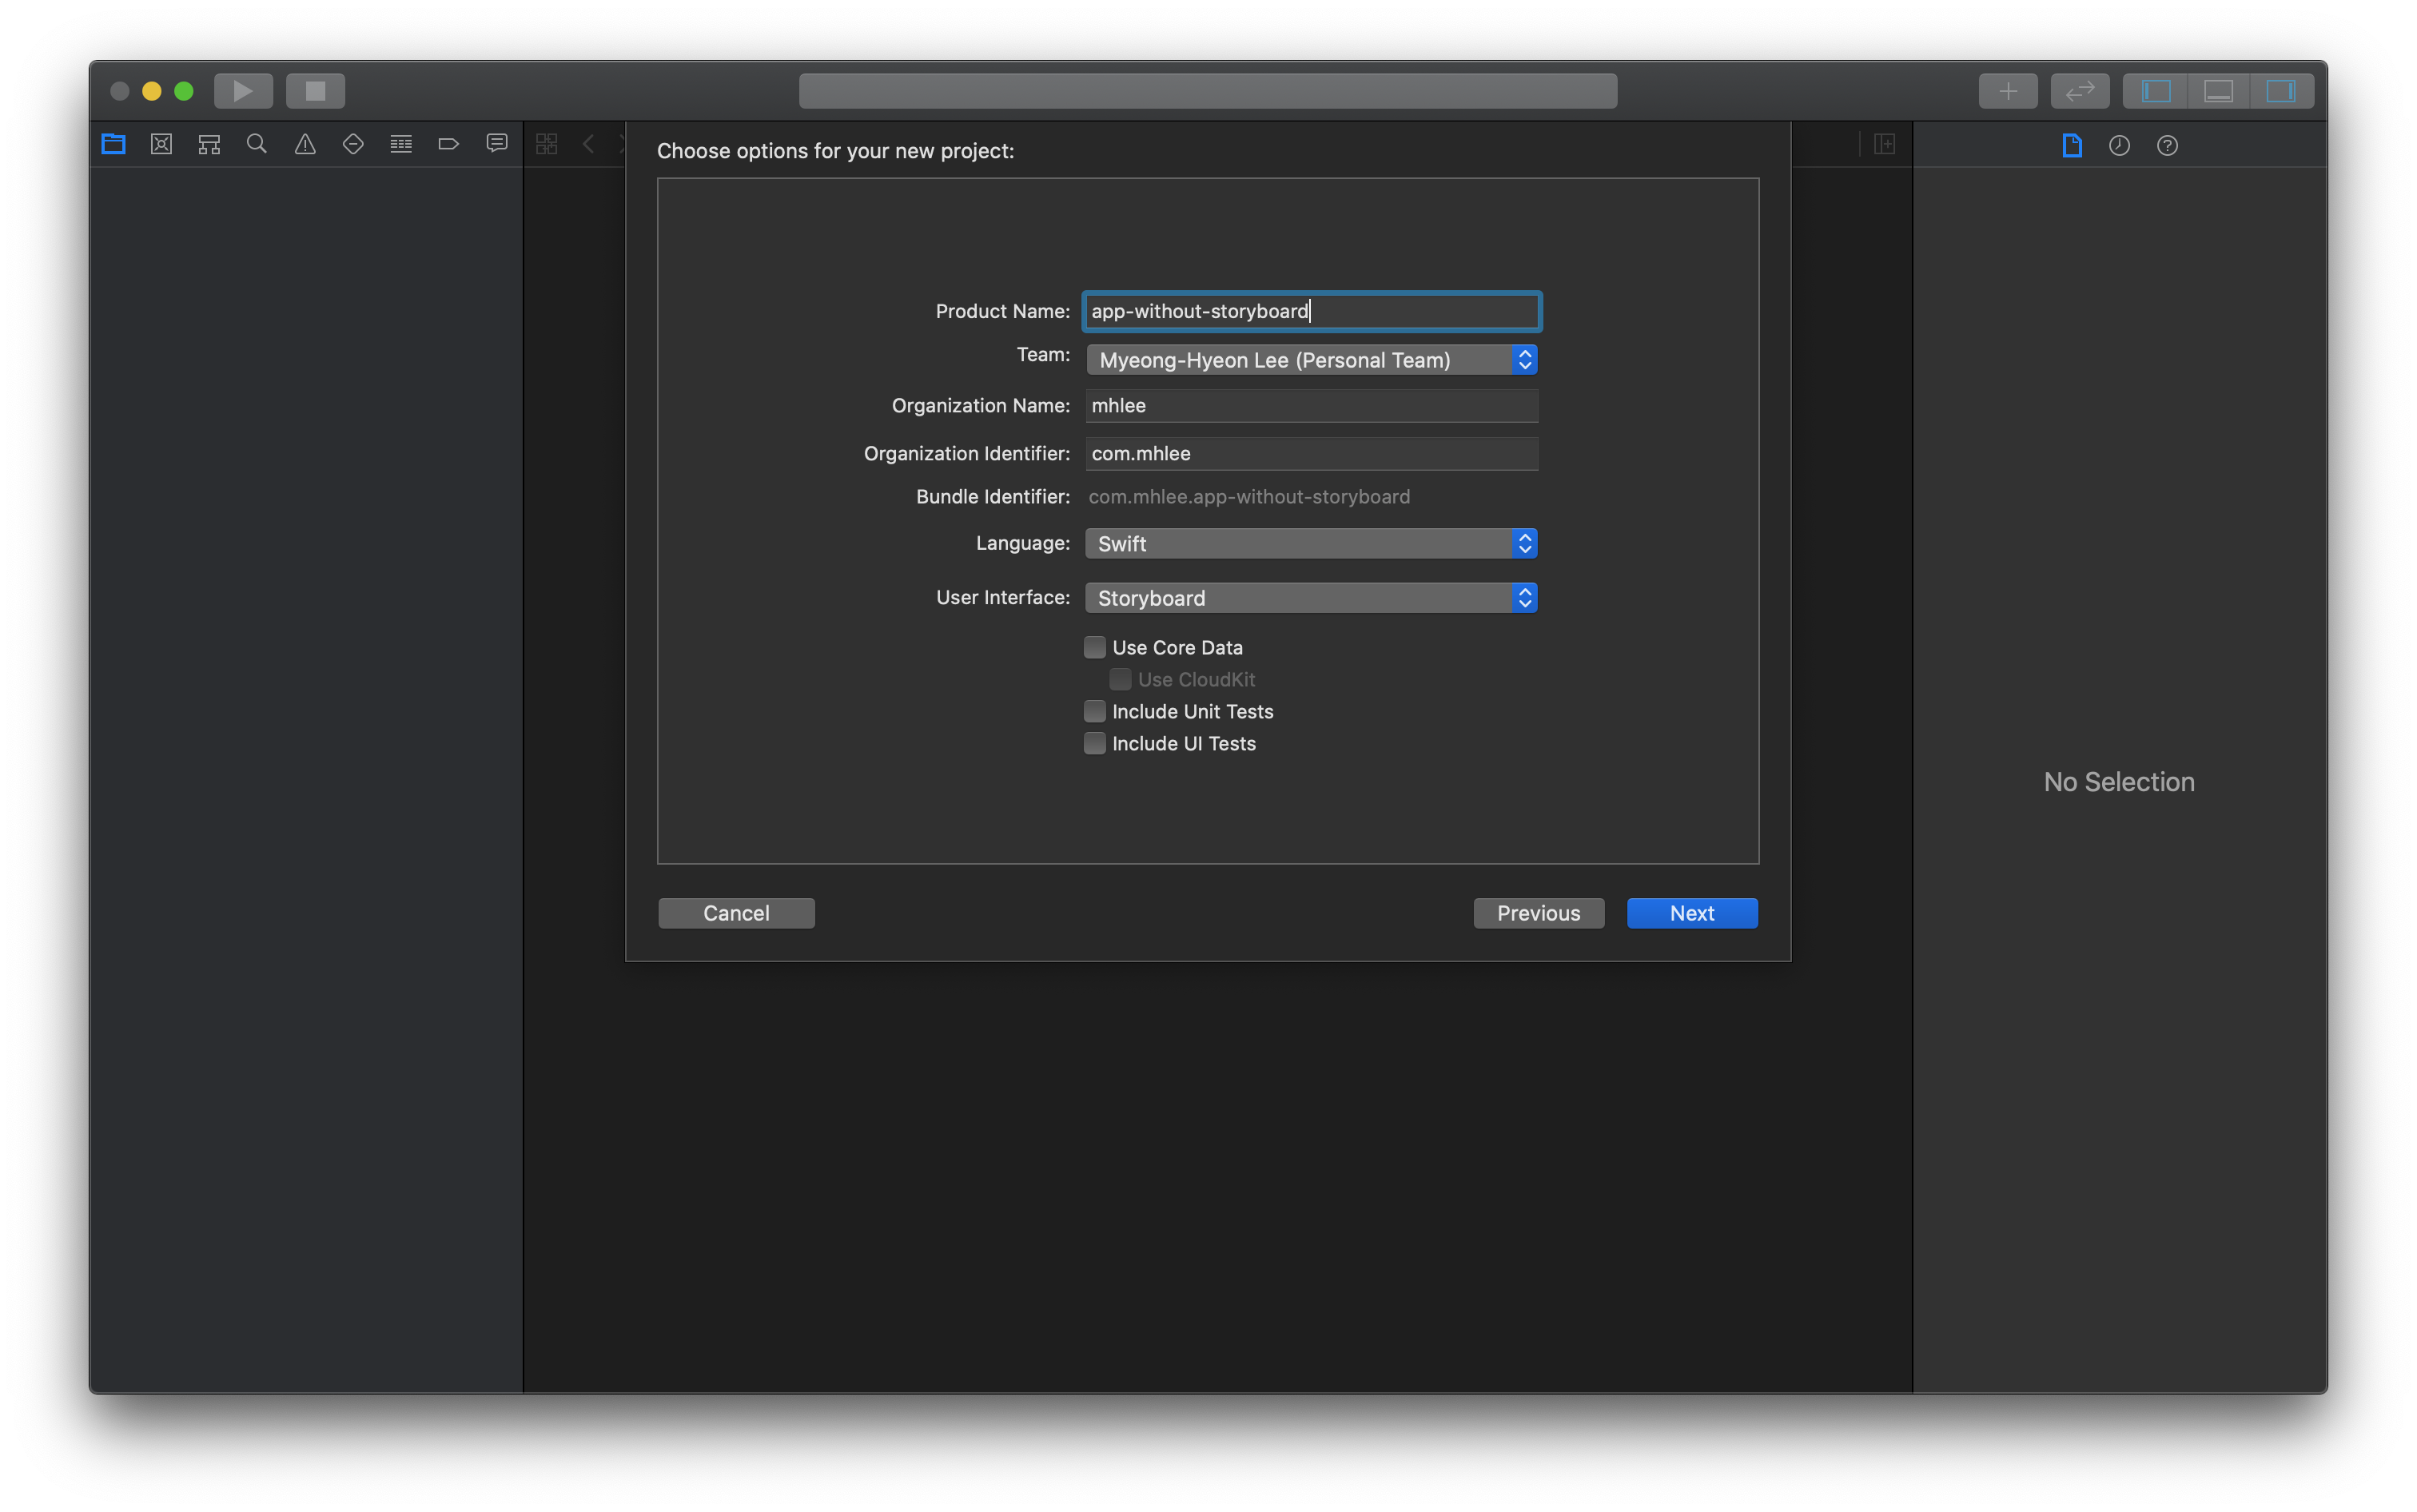 Choose options for your new project:
Product Name: app-without-storyboard
Team: Myeong-Hyeon Lee (Personal Team)
Organization Name: mhlee
Organization Identifier: com.mhlee
Bundle Identifier: com.mhlee.app-without-storyboard
Language: Swift
User Interface: Storyboard
Use Core Data
Use CloudKit
Include Unit Tests
Include UI Tests
Cancel Previous Next
No Selection